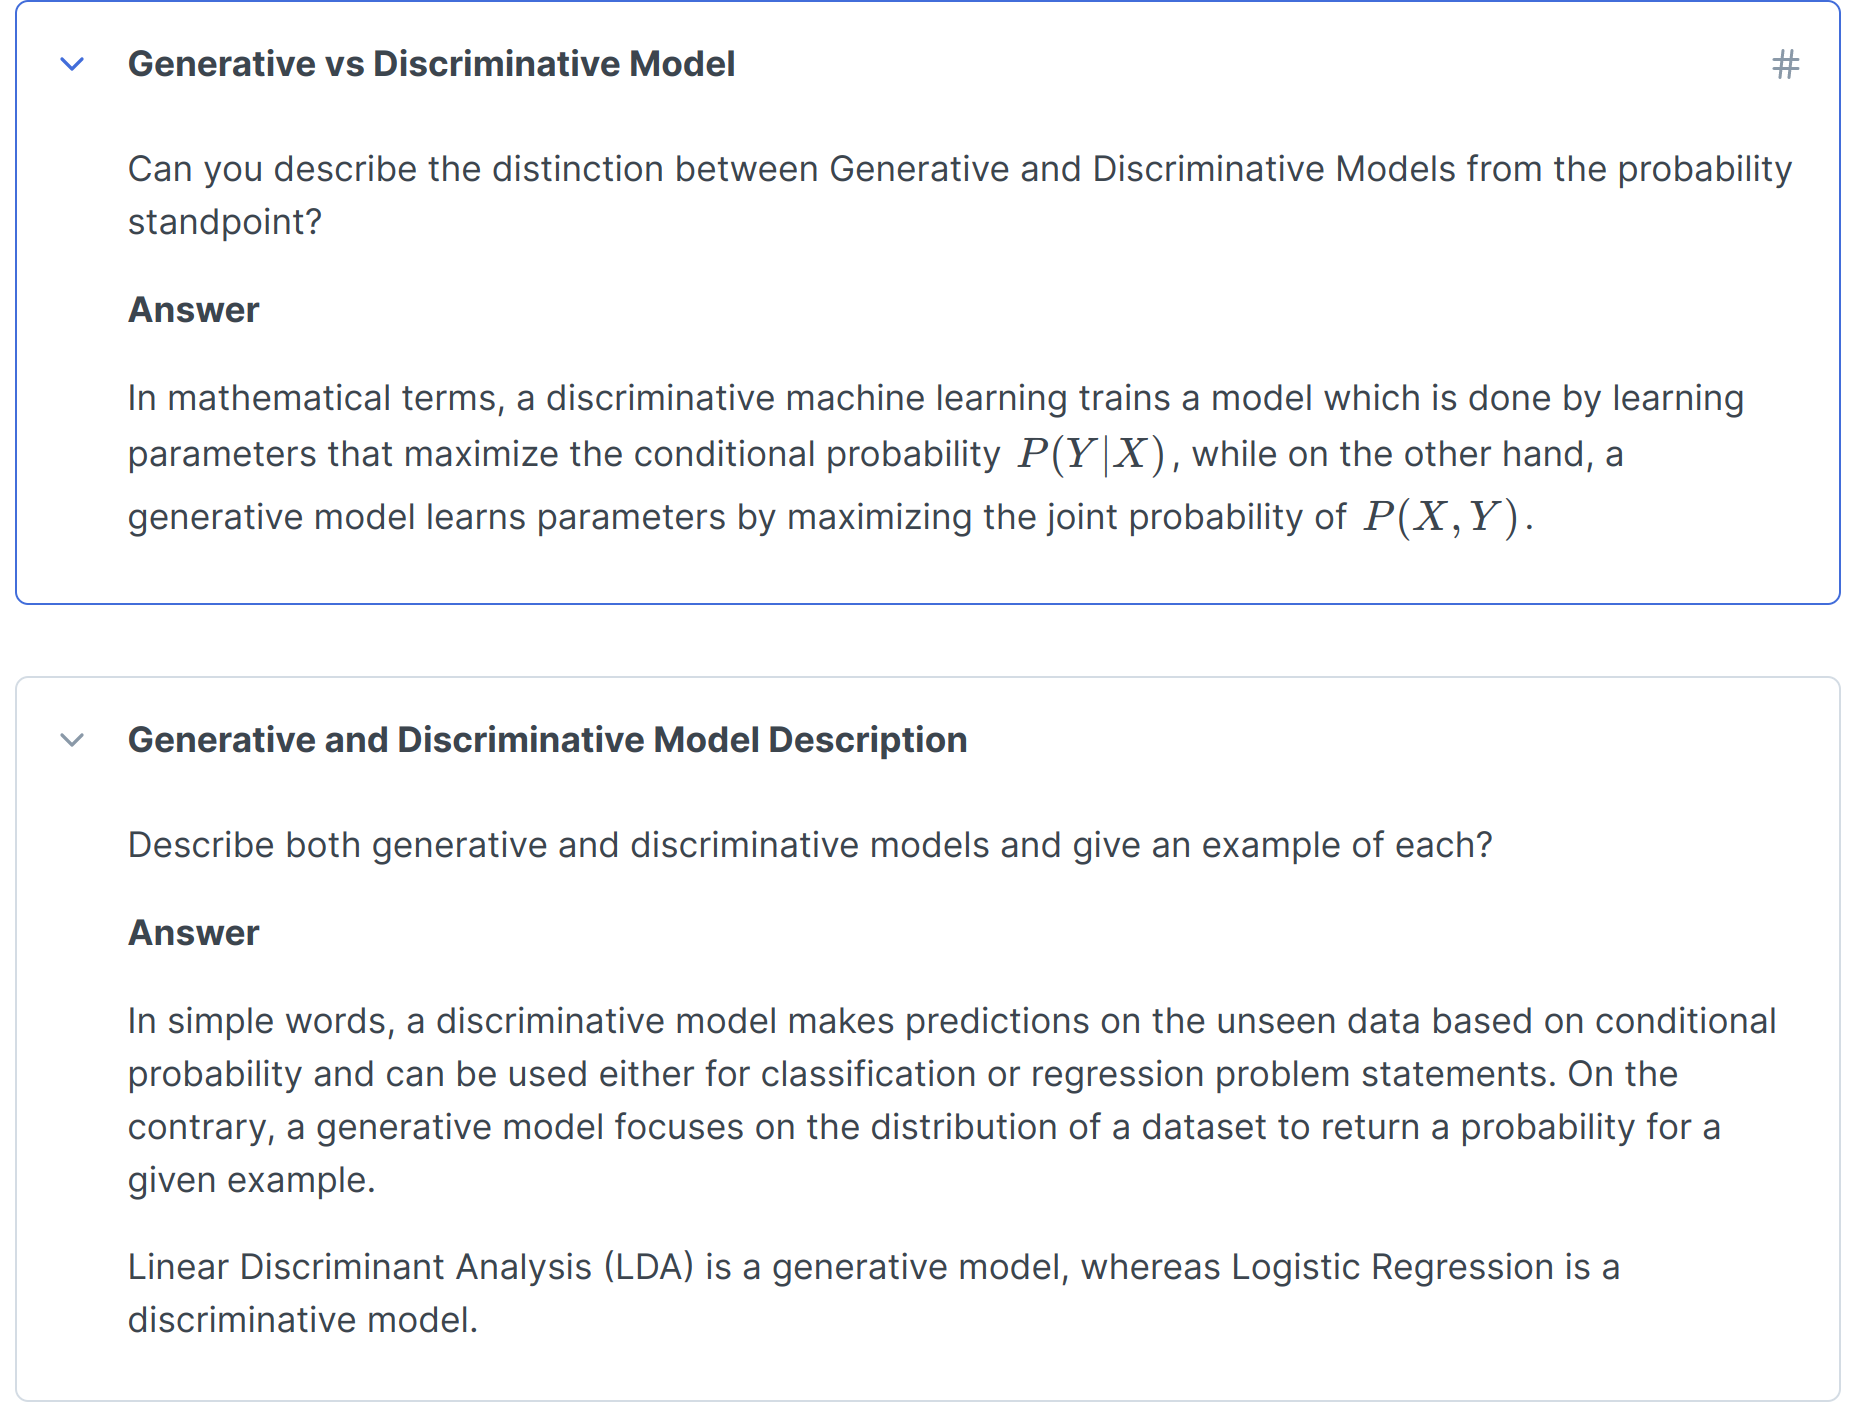 Generative vs Discriminative Model #
Can you describe the distinction between Generative and Discriminative Models from the probability
standpoint?
Answer
In mathematical terms, a discriminative machine learning trains a model which is done by learning
parameters that maximize the conditional probability P(Y|X), while on the other hand, a
generative model learns parameters by maximizing the joint probability of P(X, Y).
Generative and Discriminative Model Description
Describe both generative and discriminative models and give an example of each?
Answer
In simple words, a discriminative model makes predictions on the unseen data based on conditional
probability and can be used either for classification or regression problem statements. On the
contrary, a generative model focuses on the distribution of a dataset to return a probability for a
given example.
Linear Discriminant Analysis (LDA) is a generative model, whereas Logistic Regression is a
discriminative model.